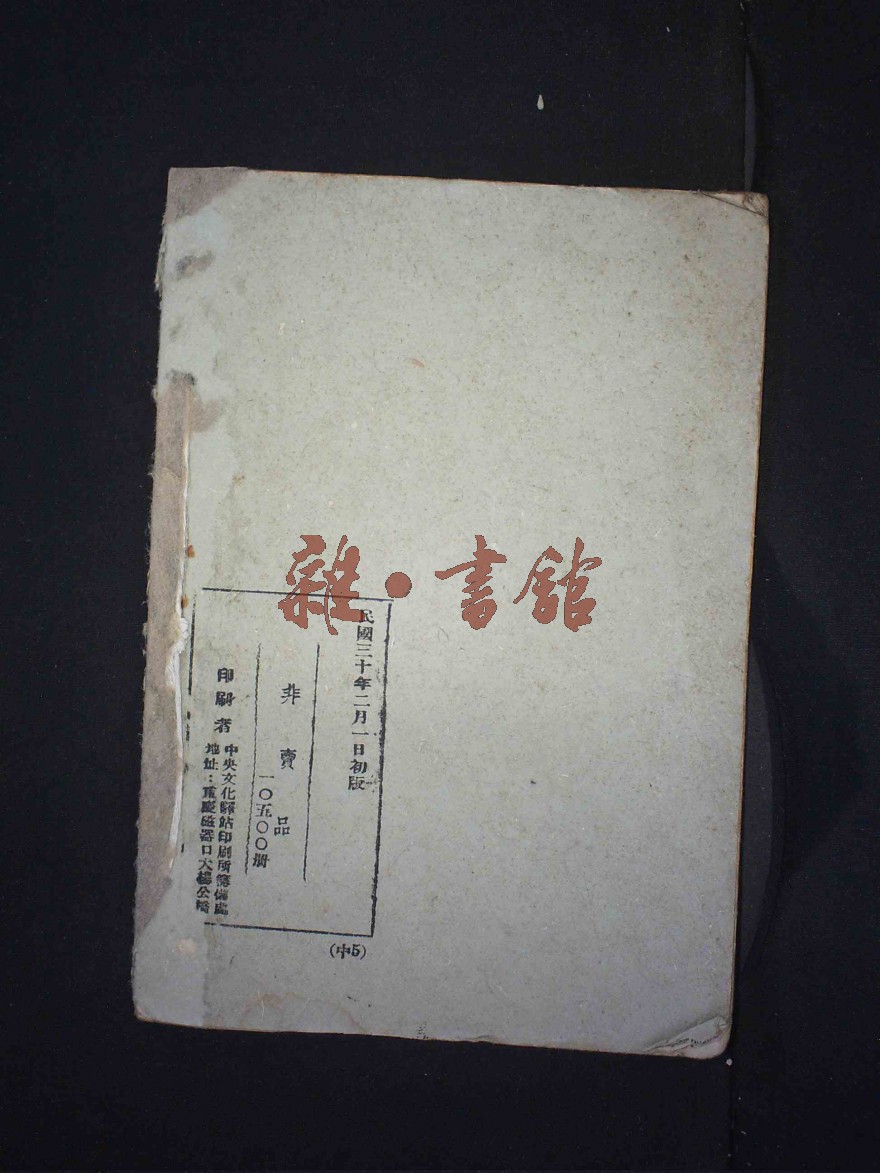 雜·書館
民國三十年二月一日初版
非賣品
一〇五〇〇册
印刷者
中央文化驛站印刷所籌備處
地址：重慶磁器口大楊公橋
(中5)